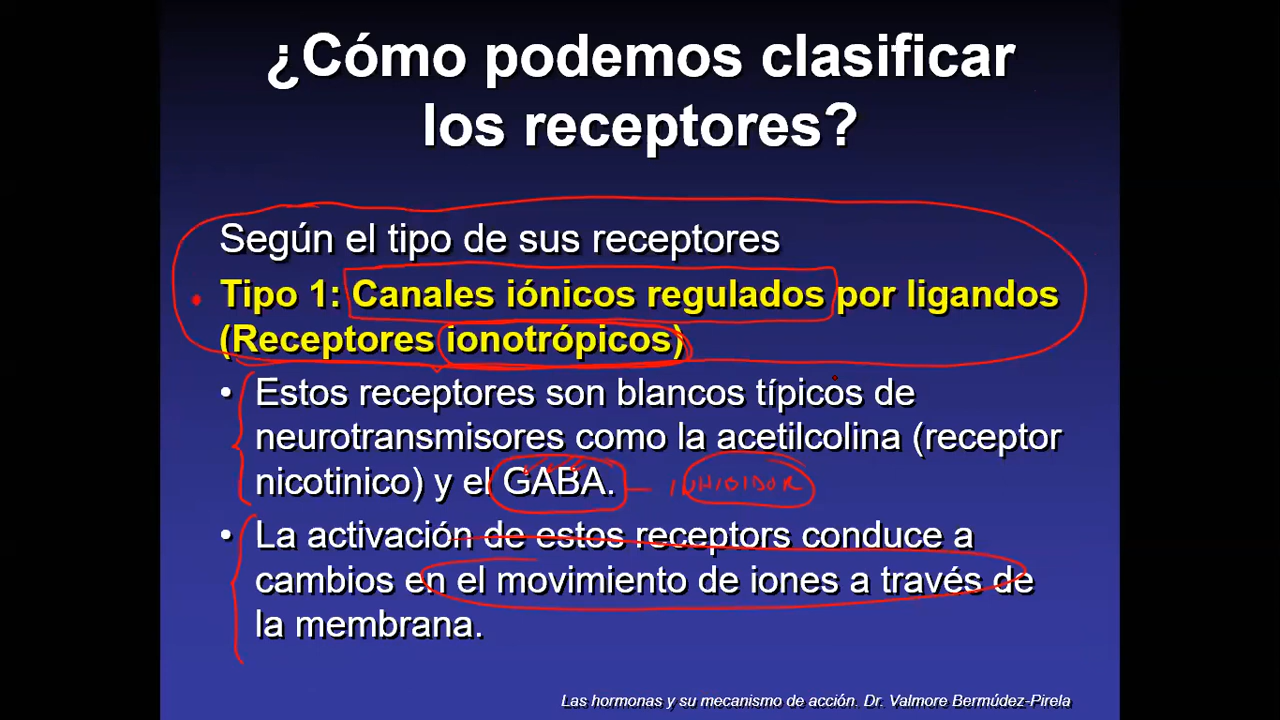 ¿Cómo podemos clasificar
los receptores?
Según el tipo de sus receptores
Tipo 1: Canales iónicos regulados por ligandos
(Receptores ionotrópicos)
• Estos receptores son blancos típicos de
neurotransmisores como la acetilcolina (receptor
nicotinico) y el GABA. — INHIBIDOR
• La activación de estos receptors conduce a
cambios en el movimiento de iones a través de
la membrana.
Las hormonas y su mecanismo de acción. Dr. Valmore Bermúdez-Pirela